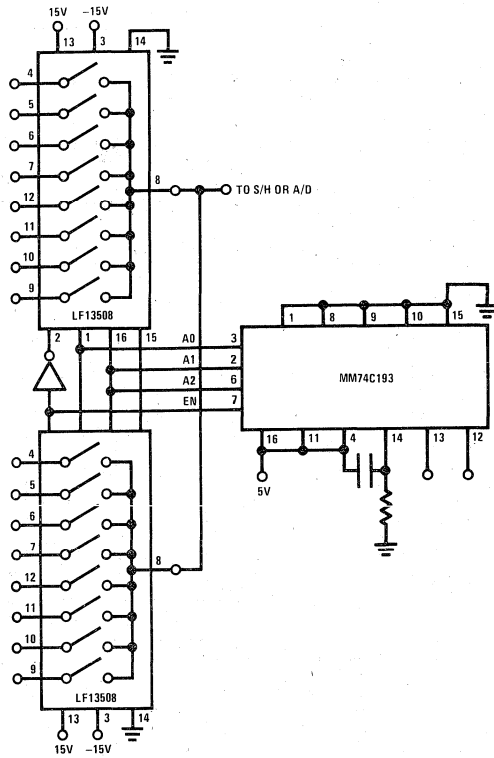 15V -15V
13 3 14
4
5
6
7
8
TO S/H OR A/D
12
11
10
9
LF13508
2 1 16 15
1 8 9 10 15
A0 3
A1 2
A2 6
EN 7
MM74C193
16 11 4 14 13 12
5V
4
5
6
7
8
12
11
10
9
LF13508
13 3 14
15V -15V